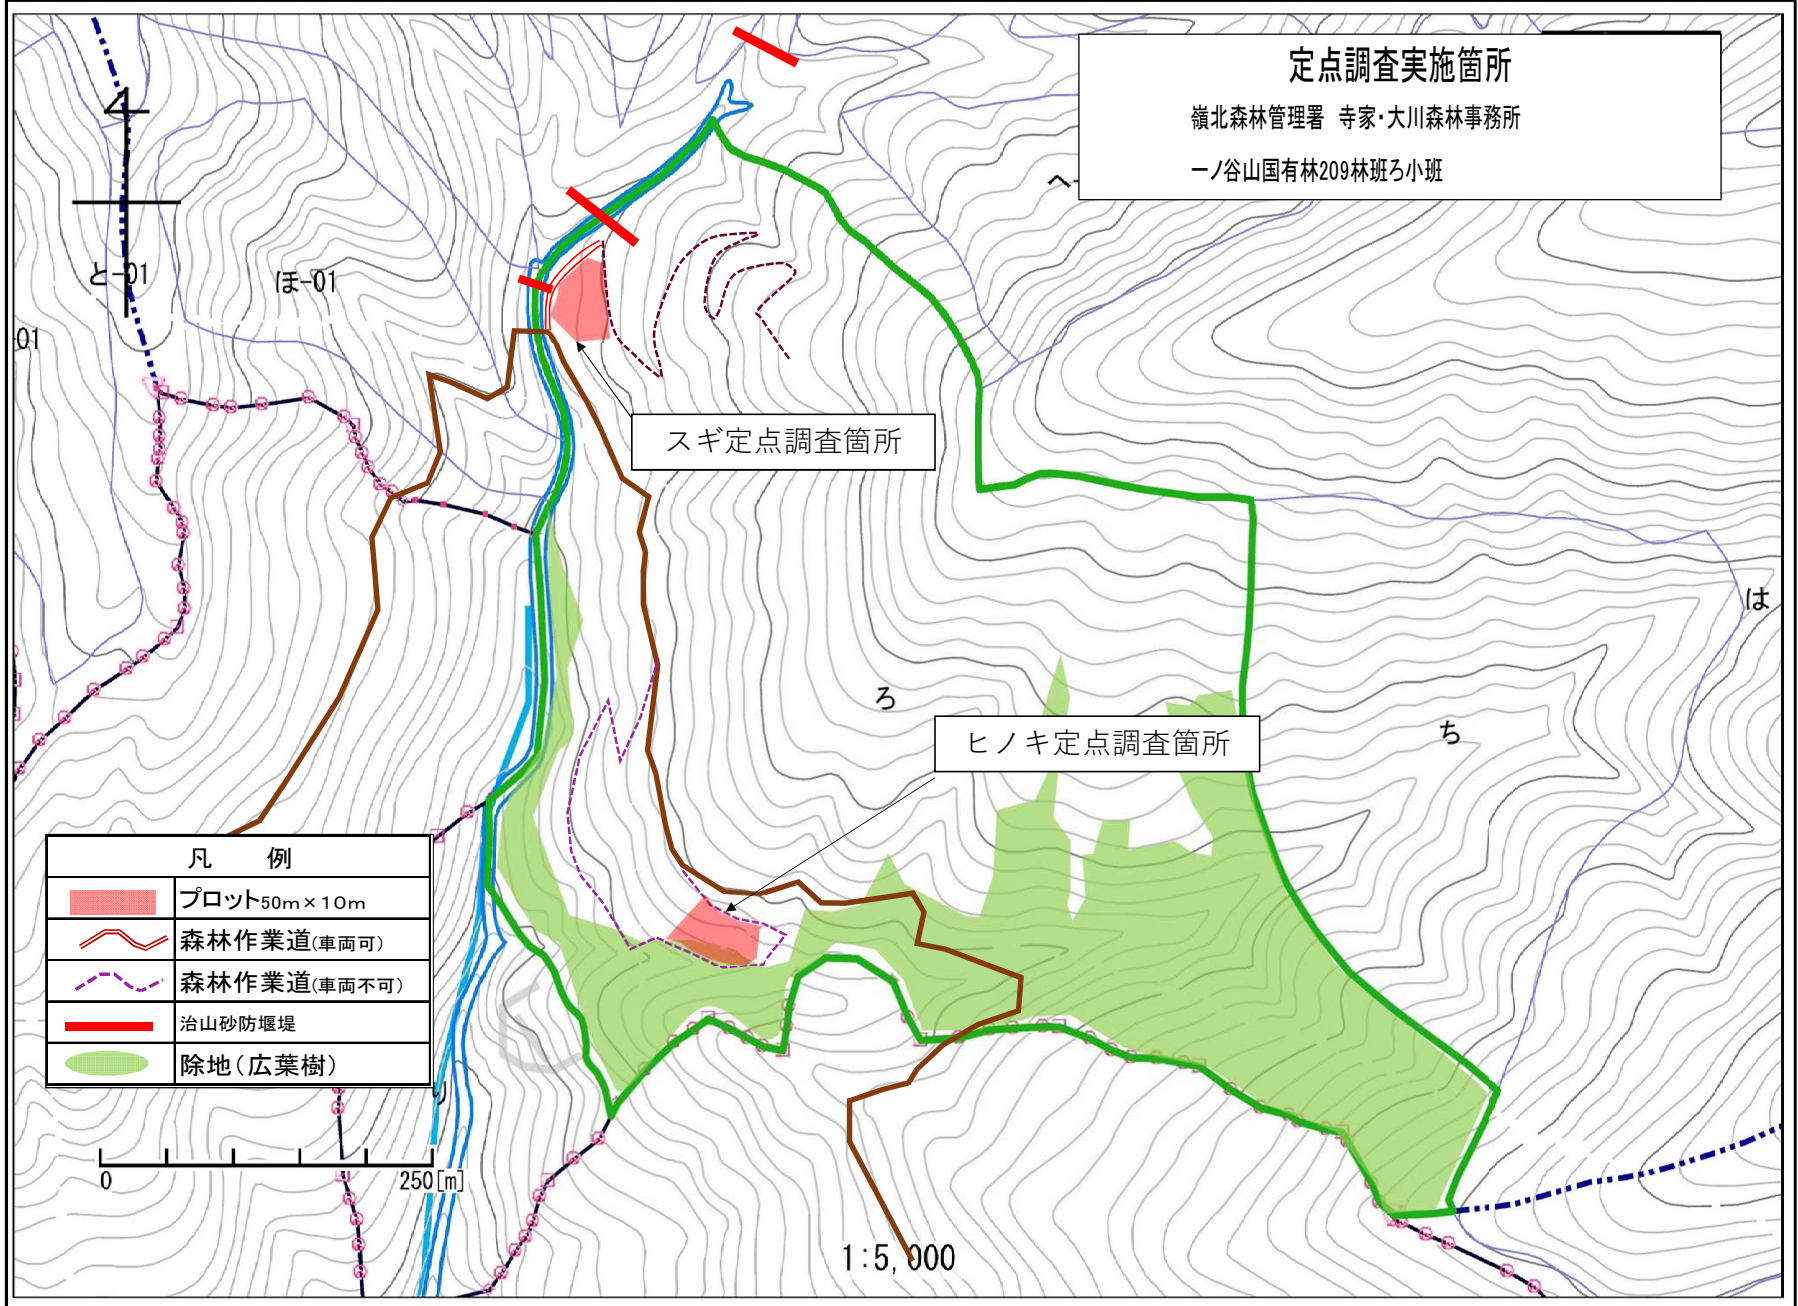 定点調査実施箇所
嶺北森林管理署 寺家・大川森林事務所
一ノ谷山国有林209林班ろ小班
へ
と-01
ほ-01
01
スギ定点調査箇所
は
ろ
ち
ヒノキ定点調査箇所
凡 例
プロット50m×10m
森林作業道(車両可)
森林作業道(車両不可)
治山砂防堰堤
除地(広葉樹)
り
0 250[m]
1:5,000